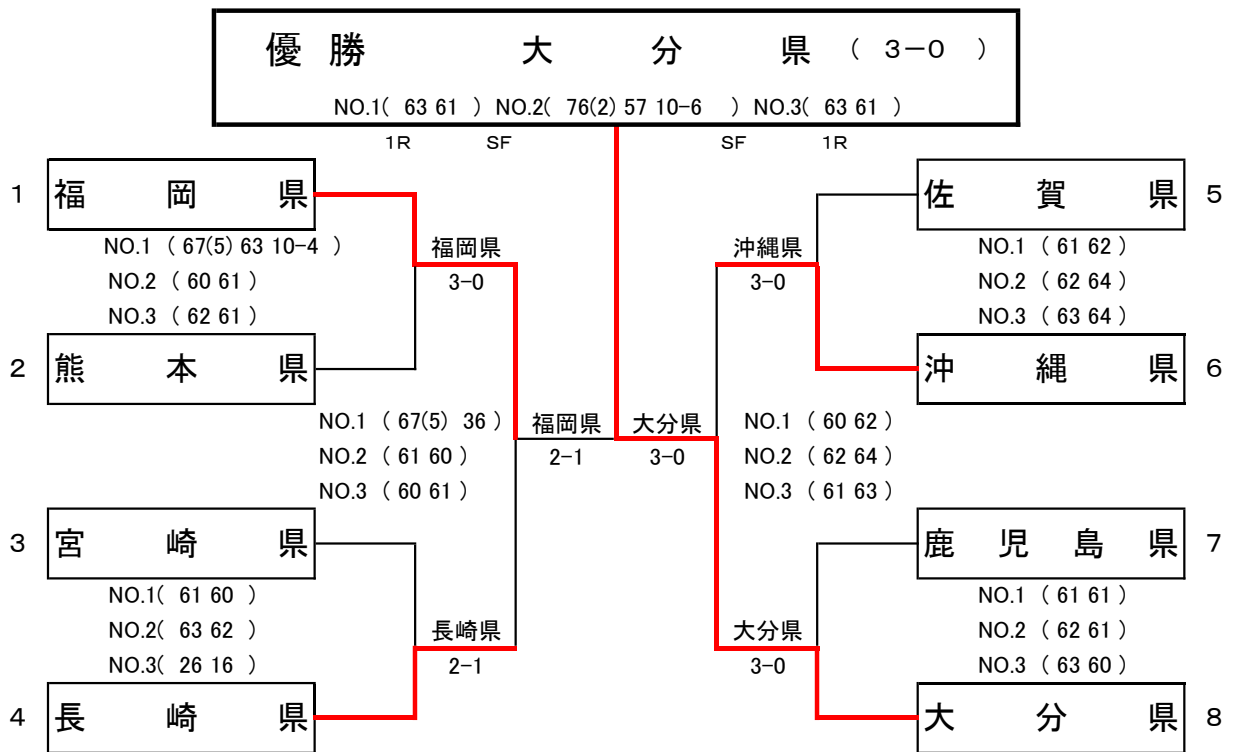 優勝 大分県 ( 3-0 )
NO.1( 63 61 ) NO.2( 76(2) 57 10-6 ) NO.3( 63 61 )
1R SF SF 1R
1 福岡県
NO.1 ( 67(5) 63 10-4 )
NO.2 ( 60 61 )
NO.3 ( 62 61 )
2 熊本県
福岡県
3-0
NO.1 ( 67(5) 36 )
NO.2 ( 61 60 )
NO.3 ( 60 61 )
福岡県
2-1
3 宮崎県
NO.1( 61 60 )
NO.2( 63 62 )
NO.3( 26 16 )
4 長崎県
長崎県
2-1
佐賀県 5
NO.1 ( 61 62 )
NO.2 ( 62 64 )
NO.3 ( 63 64 )
沖縄県 6
沖縄県
3-0
大分県
3-0
NO.1 ( 60 62 )
NO.2 ( 62 64 )
NO.3 ( 61 63 )
鹿児島県 7
NO.1 ( 61 61 )
NO.2 ( 62 61 )
NO.3 ( 63 60 )
大分県 8
大分県
3-0